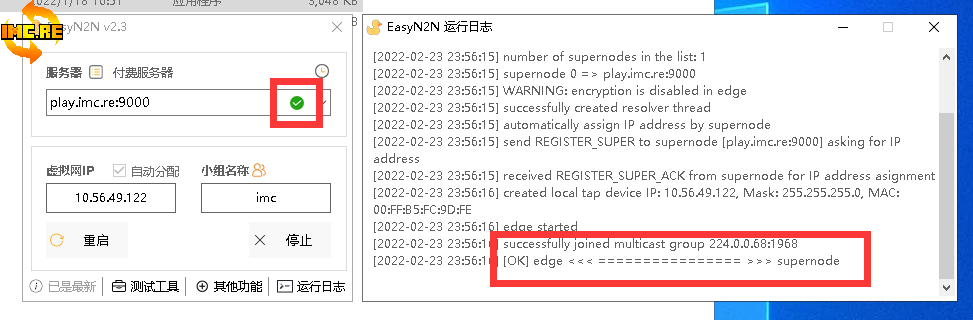 2022/1/18 10:51 应用程序 3,048 KB
IMC.RE
EasyN2N v2.3
服务器 付费服务器
play.imc.re:9000
虚拟网IP 自动分配 小组名称
10.56.49.122 imc
重启 停止
已是最新 测试工具 其他功能 运行日志
EasyN2N 运行日志
[2022-02-23 23:56:15] number of supernodes in the list: 1
[2022-02-23 23:56:15] supernode 0 => play.imc.re:9000
[2022-02-23 23:56:15] WARNING: encryption is disabled in edge
[2022-02-23 23:56:15] successfully created resolver thread
[2022-02-23 23:56:15] automatically assign IP address by supernode
[2022-02-23 23:56:15] send REGISTER_SUPER to supernode [play.imc.re:9000] asking for IP
address
[2022-02-23 23:56:15] received REGISTER_SUPER_ACK from supernode for IP address asignment
[2022-02-23 23:56:16] created local tap device IP: 10.56.49.122, Mask: 255.255.255.0, MAC:
00:FF:B5:FC:9D:FE
[2022-02-23 23:56:16] edge started
[2022-02-23 23:56:16] successfully joined multicast group 224.0.0.68:1968
[2022-02-23 23:56:16] [OK] edge <<< ================ >>> supernode